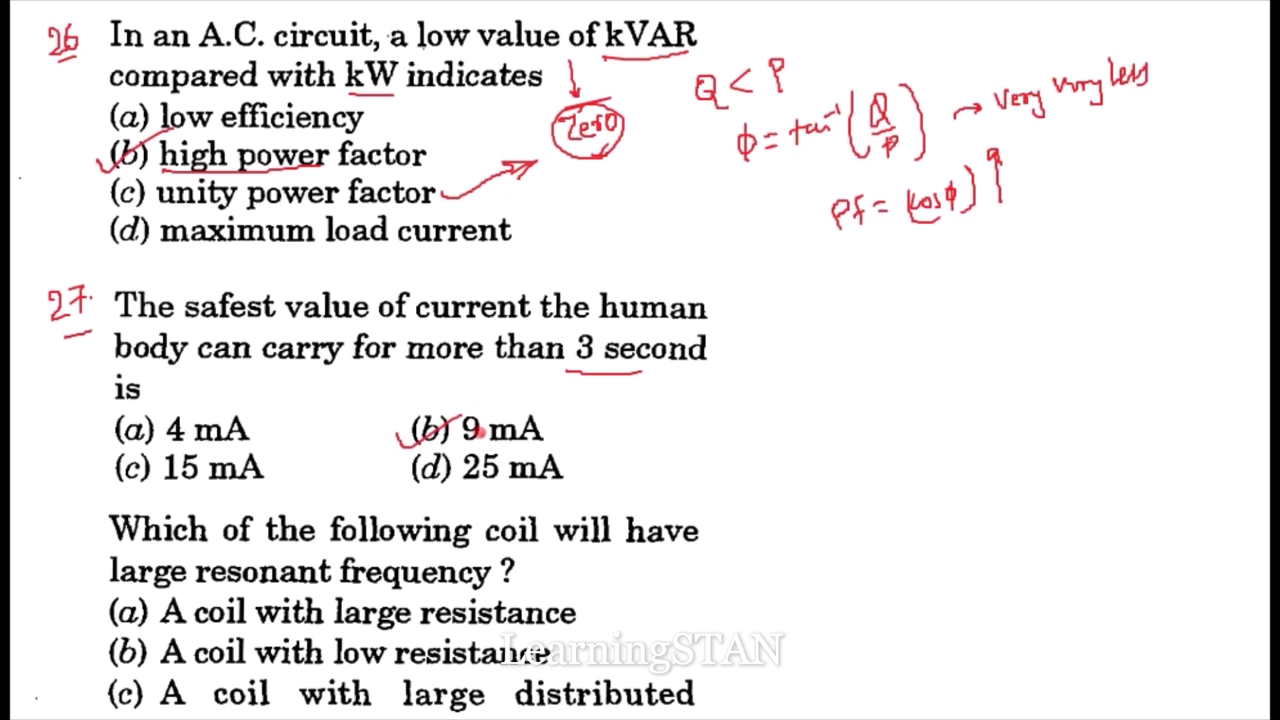 26 In an A.C. circuit, a low value of kVAR
compared with kW indicates
(a) low efficiency
(b) high power factor
(c) unity power factor
(d) maximum load current
Zero
Q < P
φ = tan⁻¹ (Q/P) → very very less
Pf = (cosφ) ↑
27. The safest value of current the human
body can carry for more than 3 second
is
(a) 4 mA (b) 9 mA
(c) 15 mA (d) 25 mA
Which of the following coil will have
large resonant frequency ?
(a) A coil with large resistance
(b) A coil with low resistance
LearningSTAN
(c) A coil with large distributed